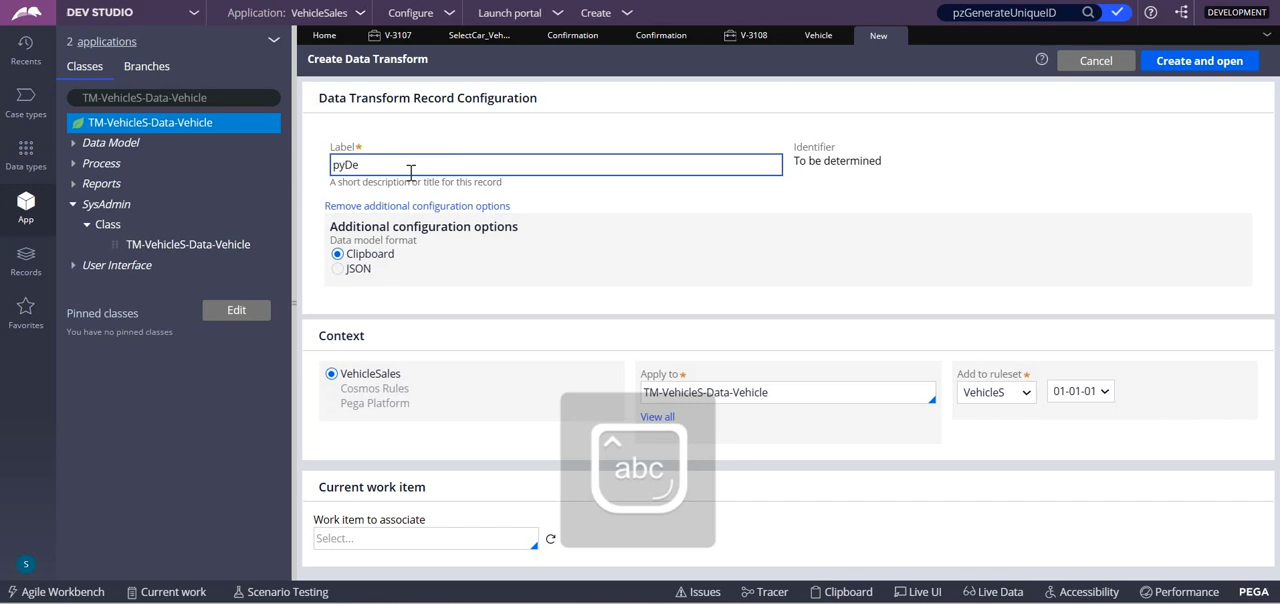 DEV STUDIO
Application: VehicleSales
Configure
Launch portal
Create
pzGenerateUniqueID
DEVELOPMENT
2 applications
Home
V-3107
SelectCar_Veh...
Confirmation
Confirmation
V-3108
Vehicle
New
Recents
Case types
Data types
App
Records
Favorites
S
Classes
Branches
TM-VehicleS-Data-Vehicle
TM-VehicleS-Data-Vehicle
Data Model
Process
Reports
SysAdmin
Class
TM-VehicleS-Data-Vehicle
User Interface
Pinned classes
Edit
You have no pinned classes
Create Data Transform
Cancel
Create and open
Data Transform Record Configuration
Label
pyDe
A short description or title for this record
Identifier
To be determined
Remove additional configuration options
Additional configuration options
Data model format
Clipboard
JSON
Context
VehicleSales
Cosmos Rules
Pega Platform
Apply to
TM-VehicleS-Data-Vehicle
View all
Add to ruleset
VehicleS
01-01-01
abc
Current work item
Work item to associate
Select...
Agile Workbench
Current work
Scenario Testing
Issues
Tracer
Clipboard
Live UI
Live Data
Accessibility
Performance
PEGA